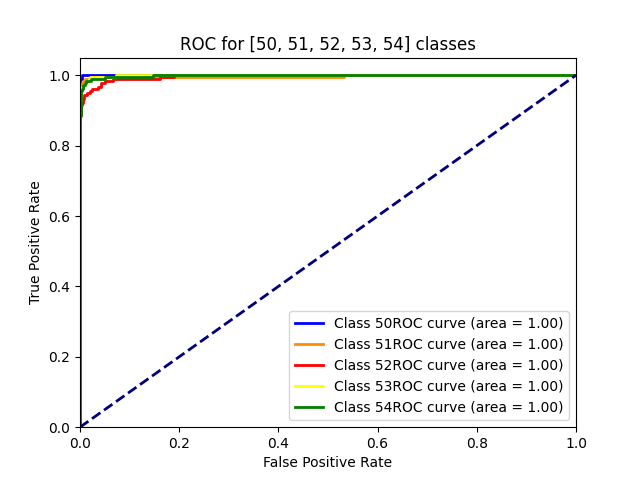 ROC for [50, 51, 52, 53, 54] classes
1.0
0.8
0.6
0.4
0.2
0.0
True Positive Rate
Class 50ROC curve (area = 1.00)
Class 51ROC curve (area = 1.00)
Class 52ROC curve (area = 1.00)
Class 53ROC curve (area = 1.00)
Class 54ROC curve (area = 1.00)
0.0 0.2 0.4 0.6 0.8 1.0
False Positive Rate